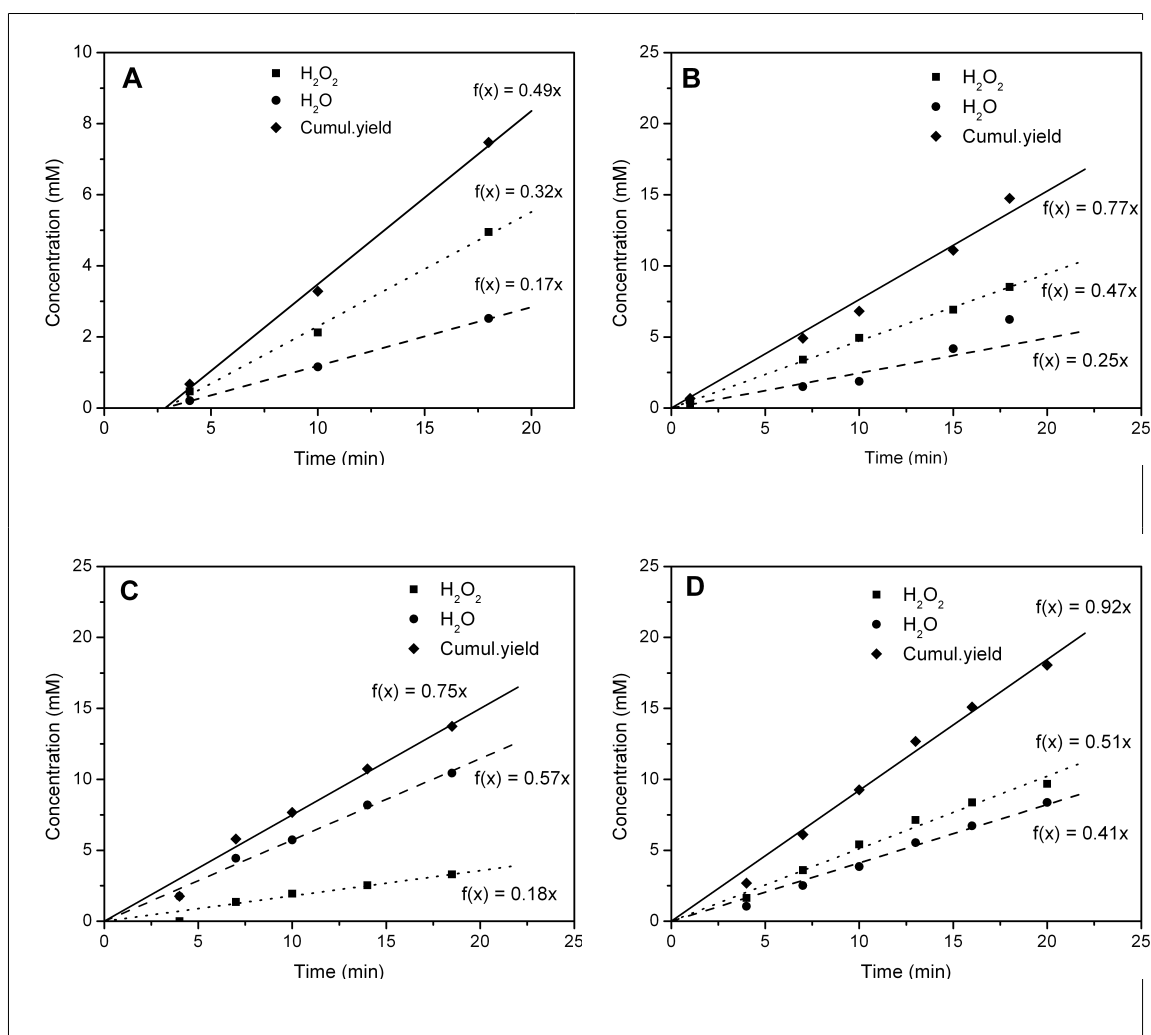 A
H2O2
H2O
Cumul.yield
f(x) = 0.49x
f(x) = 0.32x
f(x) = 0.17x
Concentration (mM)
10
8
6
4
2
0
0 5 10 15 20
Time (min)
B
H2O2
H2O
Cumul.yield
f(x) = 0.77x
f(x) = 0.47x
f(x) = 0.25x
Concentration (mM)
25
20
15
10
5
0
0 5 10 15 20 25
Time (min)
C
H2O2
H2O
Cumul.yield
f(x) = 0.75x
f(x) = 0.57x
f(x) = 0.18x
Concentration (mM)
25
20
15
10
5
0
0 5 10 15 20 25
Time (min)
D
H2O2
H2O
Cumul.yield
f(x) = 0.92x
f(x) = 0.51x
f(x) = 0.41x
Concentration (mM)
25
20
15
10
5
0
0 5 10 15 20 25
Time (min)